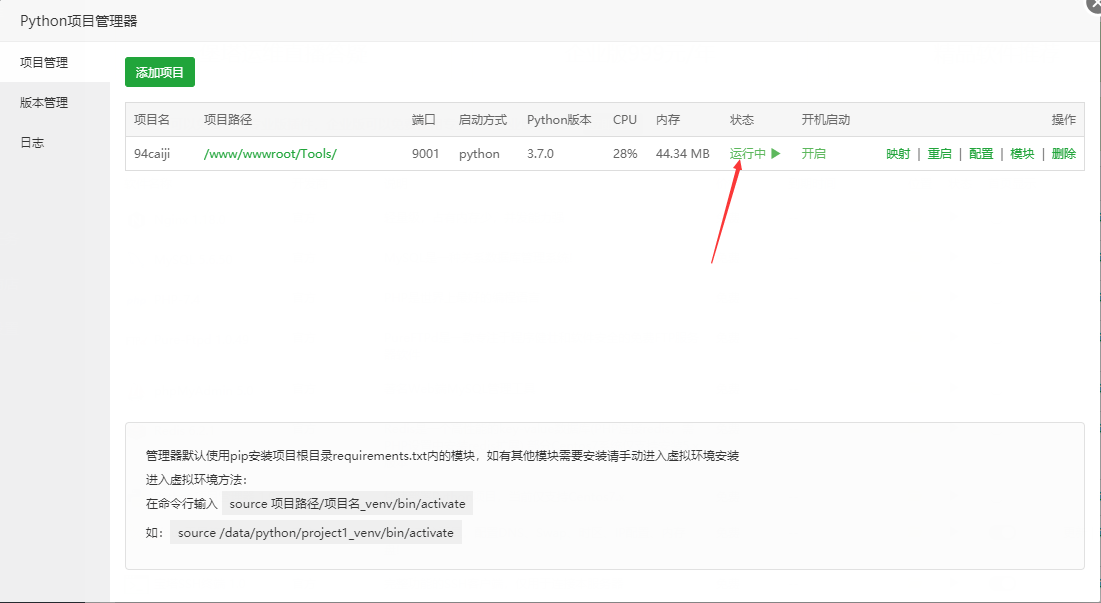 Python项目管理器
项目管理
版本管理
日志
添加项目
项目名 项目路径 端口 启动方式 Python版本 CPU 内存 状态 开机启动 操作
94caiji /www/wwwroot/Tools/ 9001 python 3.7.0 28% 44.34 MB 运行中 开启 映射 | 重启 | 配置 | 模块 | 删除
管理器默认使用pip安装项目根目录requirements.txt内的模块，如有其他模块需要安装请手动进入虚拟环境安装
进入虚拟环境方法：
在命令行输入 source 项目路径/项目名_venv/bin/activate
如： source /data/python/project1_venv/bin/activate